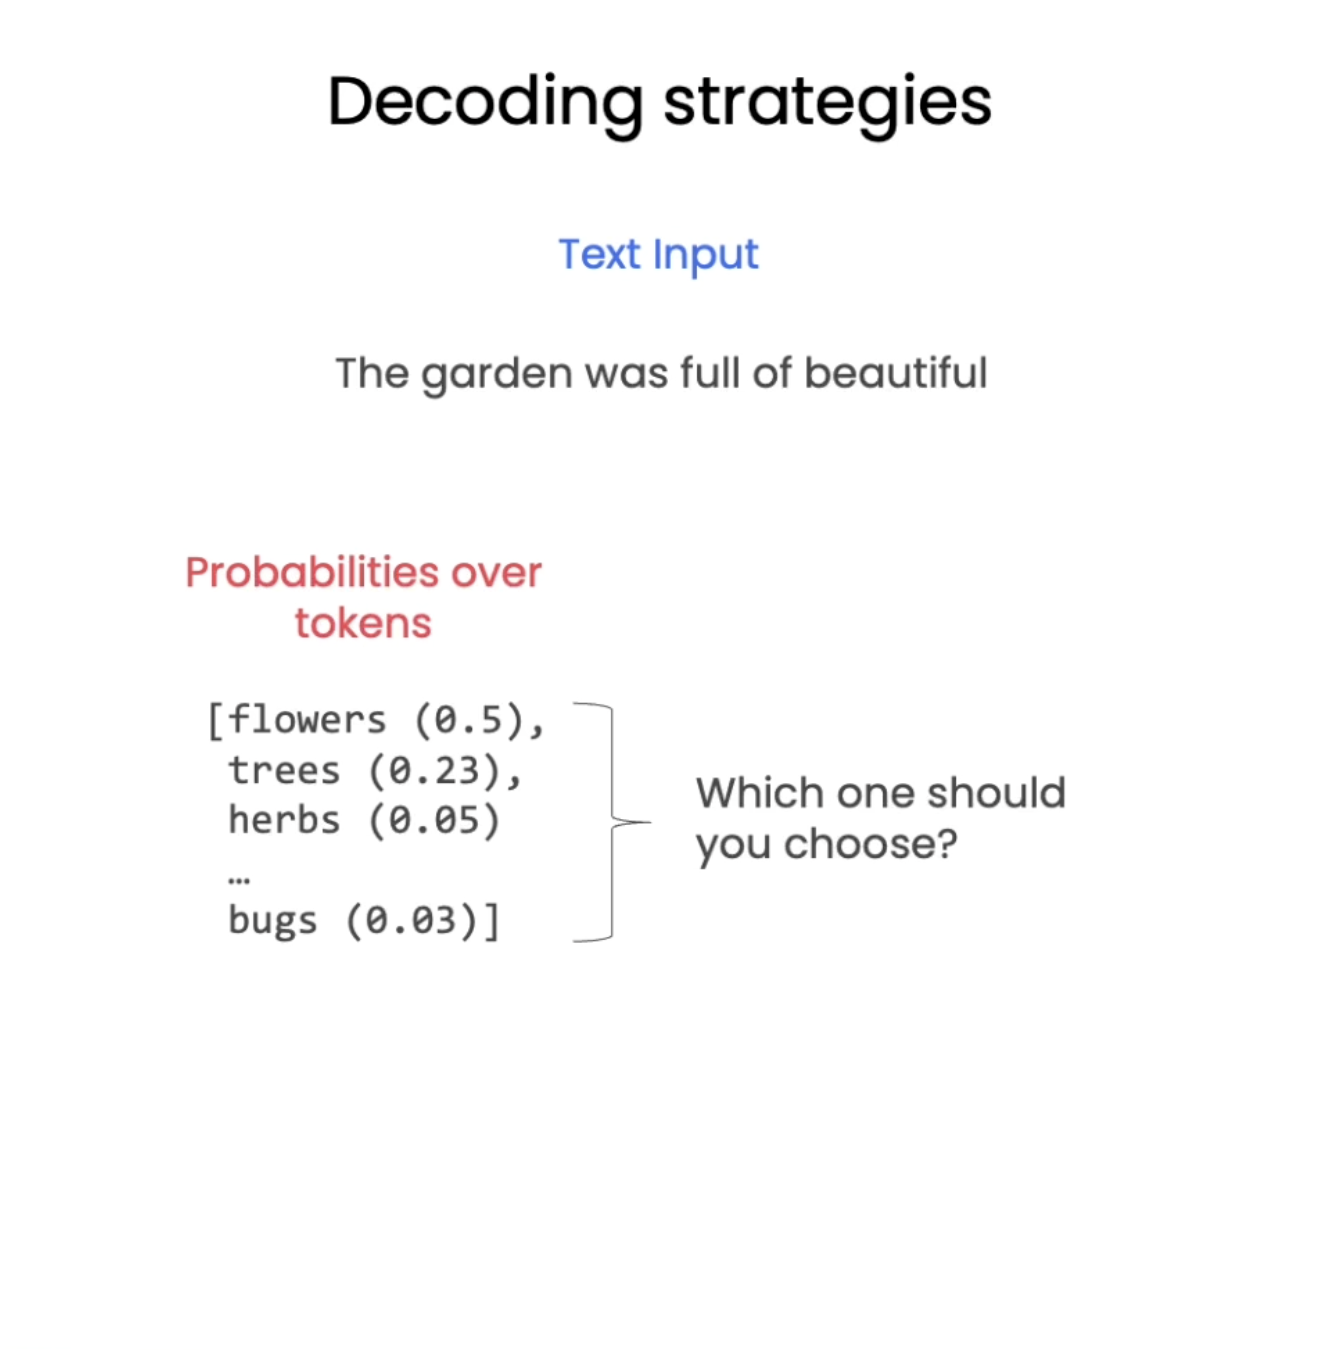 Decoding strategies
Text Input
The garden was full of beautiful
Probabilities over
tokens
[flowers (0.5),
trees (0.23),
herbs (0.05)
…
bugs (0.03)]
Which one should
you choose?